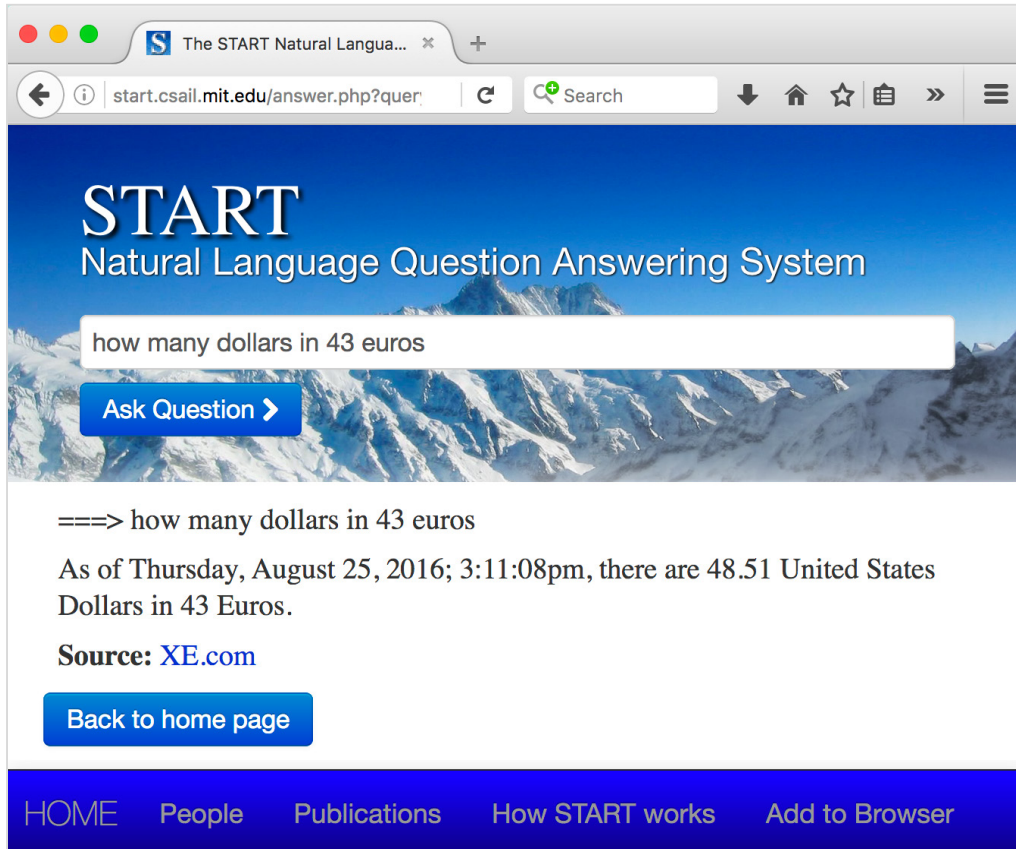 The START Natural Langua...
start.csail.mit.edu/answer.php?quer
Search
START
Natural Language Question Answering System
how many dollars in 43 euros
Ask Question
===> how many dollars in 43 euros
As of Thursday, August 25, 2016; 3:11:08pm, there are 48.51 United States
Dollars in 43 Euros.
Source: XE.com
Back to home page
HOME People Publications How START works Add to Browser